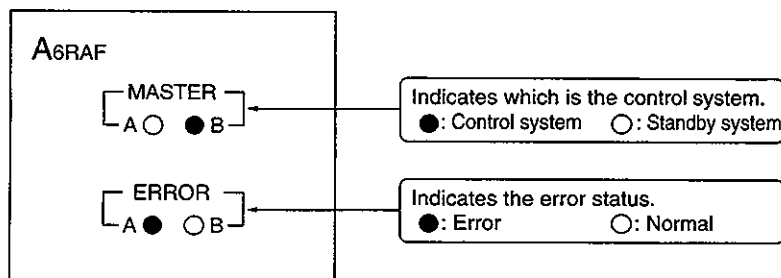 A6RAF
MASTER
A ○ ● B
Indicates which is the control system.
●: Control system ○: Standby system
ERROR
A ● ○ B
Indicates the error status.
●: Error ○: Normal